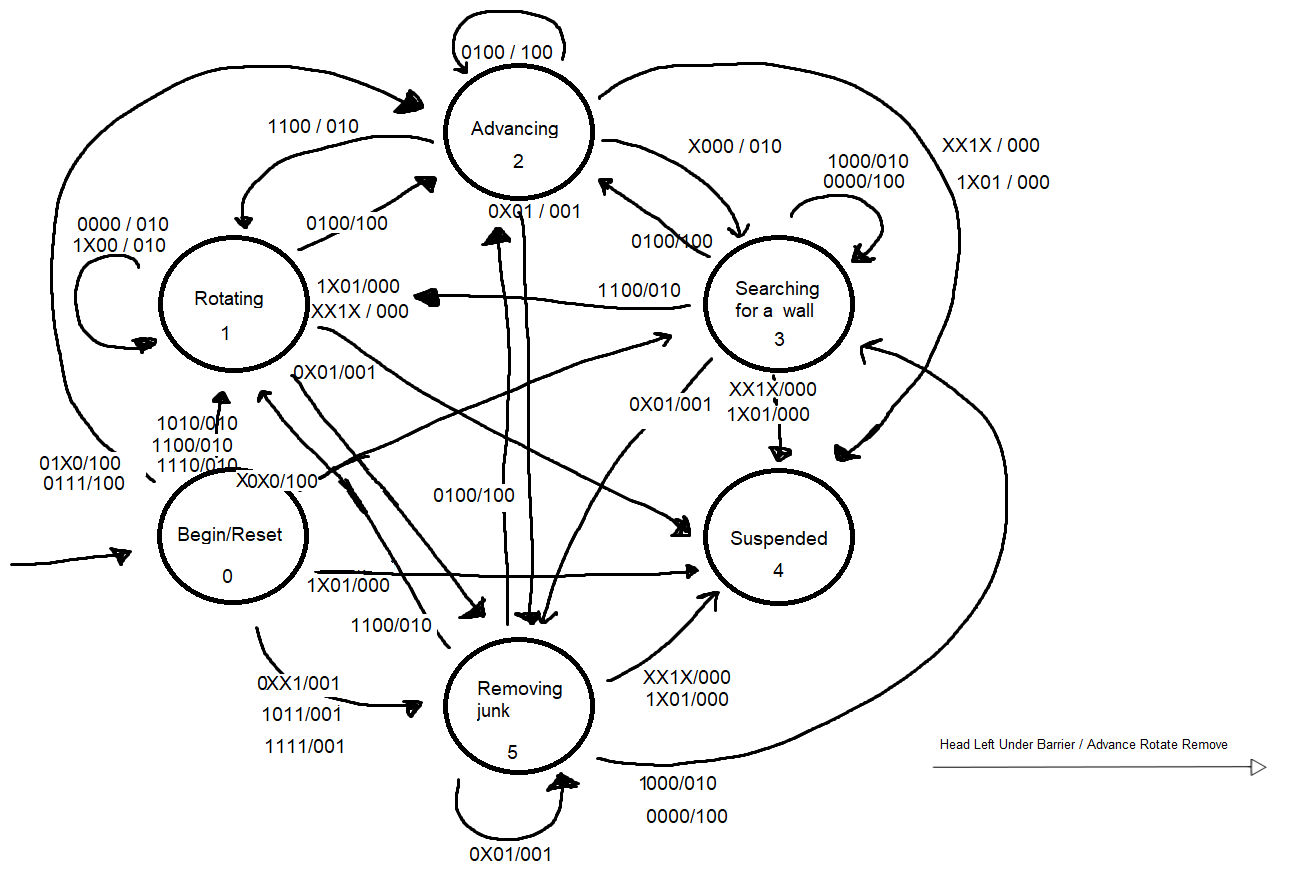 0100 / 100
Advancing
2
1100 / 010
X000 / 010
XX1X / 000
1X01 / 000
1000/010
0000/100
0X01 / 001
0000 / 010
1X00 / 010
0100/100
0100/100
Rotating
1
1X01/000
XX1X / 000
1100/010
Searching
for a wall
3
0X01/001
XX1X/000
1X01/000
0X01/001
1010/010
1100/010
1110/010
01X0/100
0111/100
X0X0/100
0100/100
Begin/Reset
0
Suspended
4
1X01/000
1100/010
0XX1/001
1011/001
1111/001
Removing
junk
5
XX1X/000
1X01/000
Head Left Under Barrier / Advance Rotate Remove
1000/010
0000/100
0X01/001